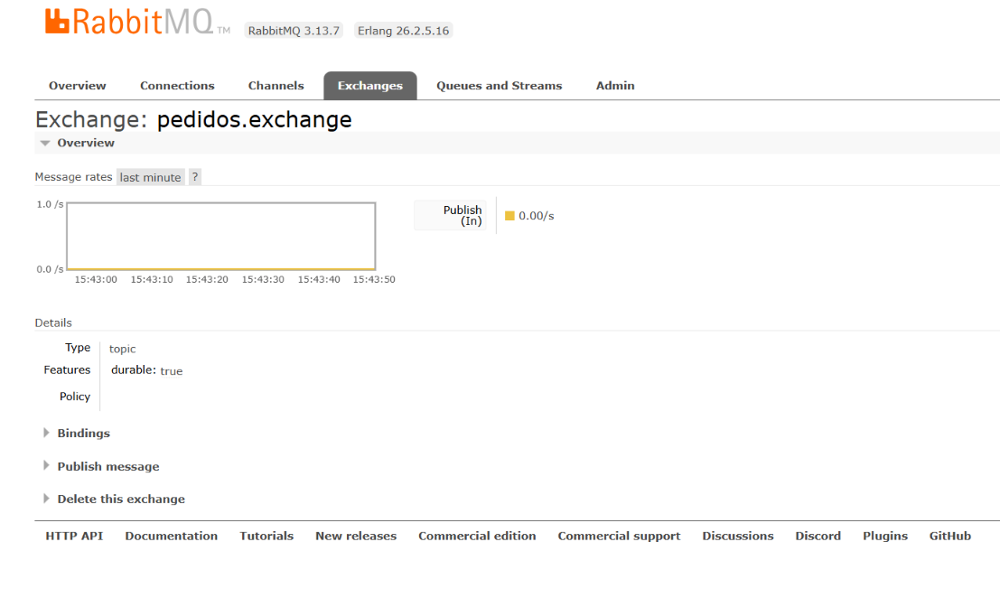 RabbitMQ TM RabbitMQ 3.13.7 Erlang 26.2.5.16
Overview Connections Channels Exchanges Queues and Streams Admin
Exchange: pedidos.exchange
Overview
Message rates last minute ?
1.0 /s
0.0 /s
15:43:00 15:43:10 15:43:20 15:43:30 15:43:40 15:43:50
Publish
(In)
0.00/s
Details
Type topic
Features durable: true
Policy
Bindings
Publish message
Delete this exchange
HTTP API Documentation Tutorials New releases Commercial edition Commercial support Discussions Discord Plugins GitHub